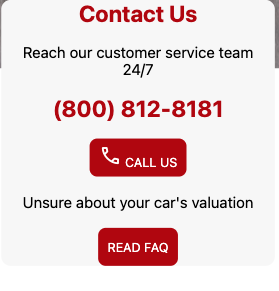 Contact Us
Reach our customer service team
24/7
(800) 812-8181
CALL US
Unsure about your car's valuation
READ FAQ